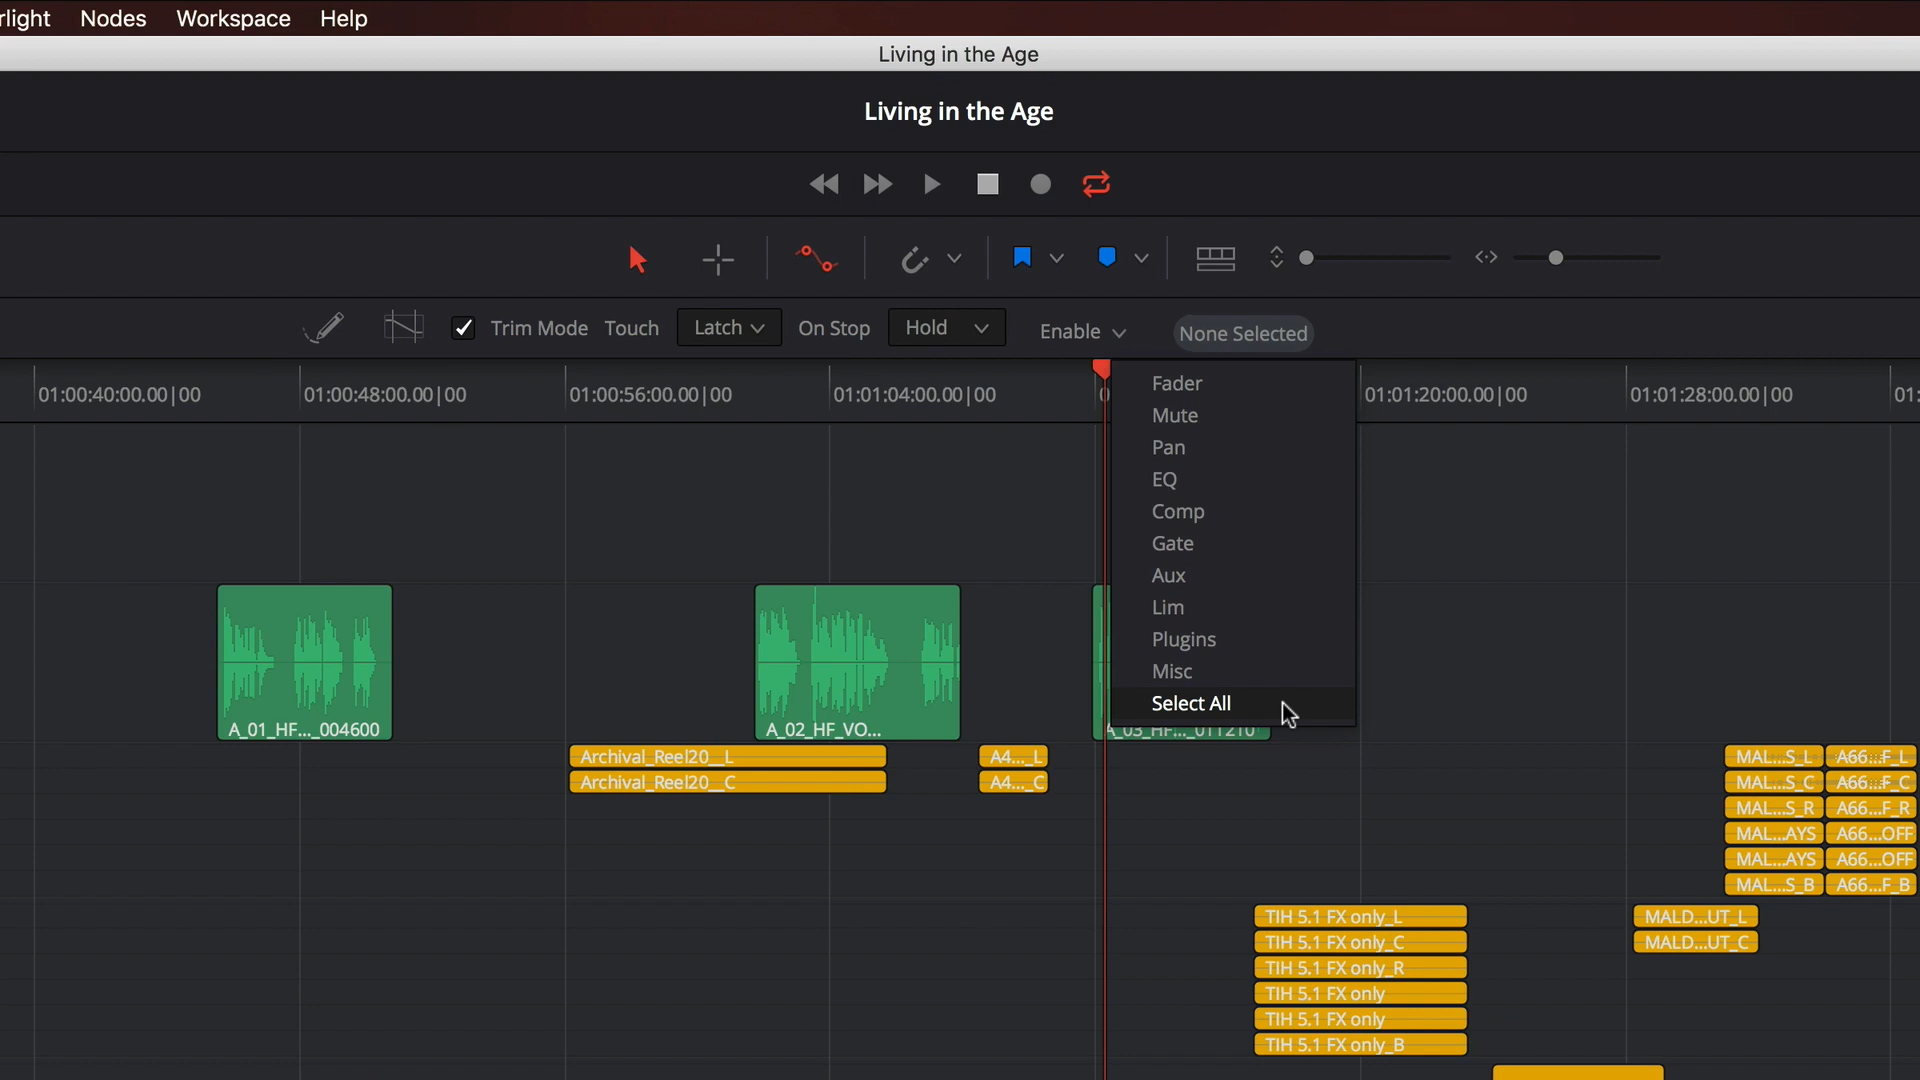 rlight Nodes Workspace Help
Living in the Age
Living in the Age
Trim Mode Touch Latch On Stop Hold Enable None Selected
01:00:40:00.00|00 01:00:48:00.00|00 01:00:56:00.00|00 01:01:04:00.00|00 01:01:20:00.00|00 01:01:28:00.00|00 01:
Fader
Mute
Pan
EQ
Comp
Gate
Aux
Lim
Plugins
Misc
Select All
A_01_HF..._004600 A_02_HF_VO... A_03_HF..._011210
Archival_Reel20__L A4..._L MAL...S_L A66...F_L
Archival_Reel20__C A4..._C MAL...S_C A66...F_C
MAL...S_R A66...F_R
MAL...AYS A66...OFF
MAL...AYS A66...OFF
MAL...S_B A66...F_B
TIH 5.1 FX only_L MALD...UT_L
TIH 5.1 FX only_C MALD...UT_C
TIH 5.1 FX only_R
TIH 5.1 FX only
TIH 5.1 FX only
TIH 5.1 FX only_B